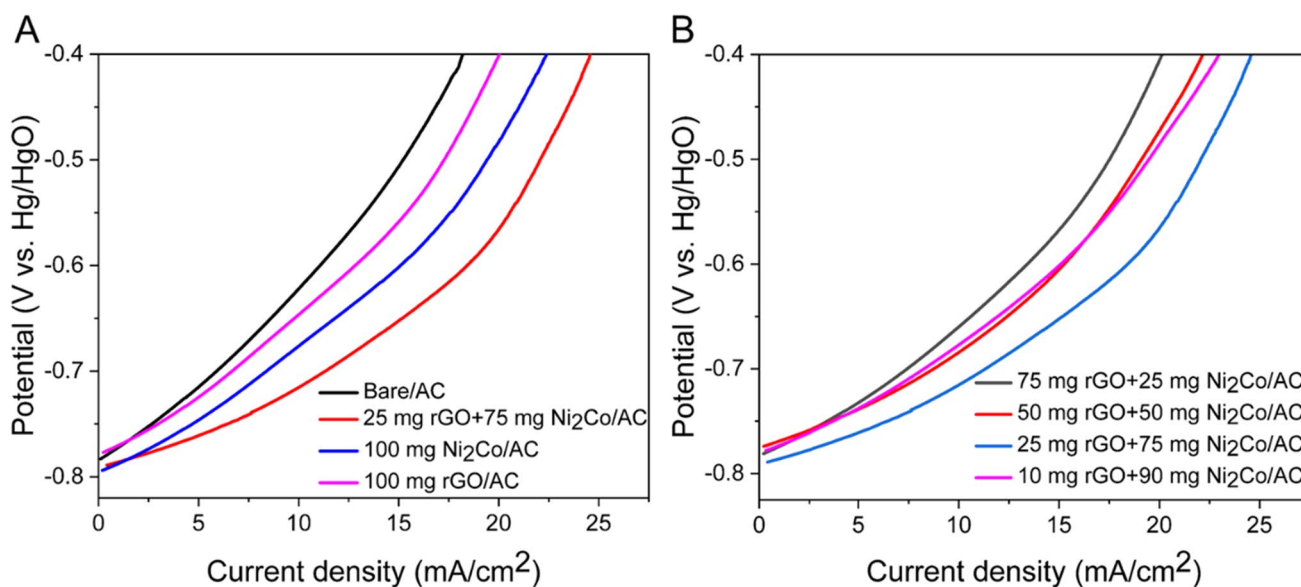 A
Potential (V vs. Hg/HgO)
-0.4
-0.5
-0.6
-0.7
-0.8
Bare/AC
25 mg rGO+75 mg Ni2Co/AC
100 mg Ni2Co/AC
100 mg rGO/AC
0 5 10 15 20 25
Current density (mA/cm2)
B
Potential (V vs. Hg/HgO)
-0.4
-0.5
-0.6
-0.7
-0.8
75 mg rGO+25 mg Ni2Co/AC
50 mg rGO+50 mg Ni2Co/AC
25 mg rGO+75 mg Ni2Co/AC
10 mg rGO+90 mg Ni2Co/AC
0 5 10 15 20 25
Current density (mA/cm2)